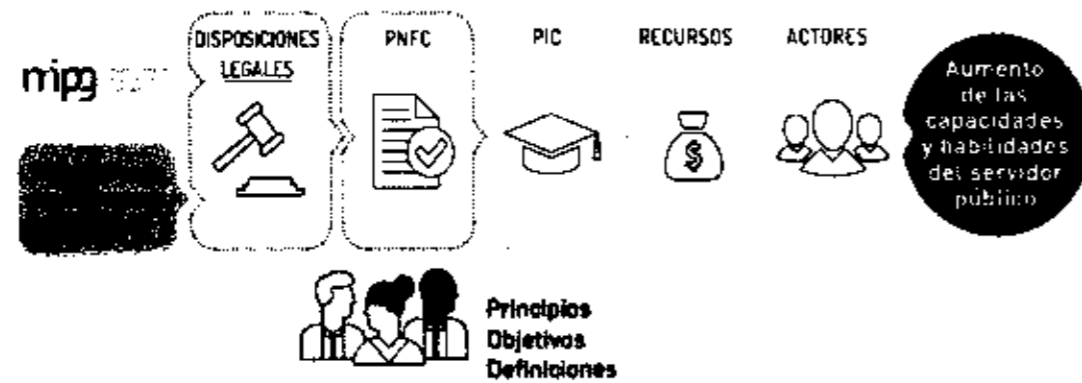 DISPOSICIONES
LEGALES
PNFC
PIC
RECURSOS
ACTORES
mipg
$
Aumento
de las
capacidades
y habilidades
del servidor
público
Principios
Objetivos
Definiciones